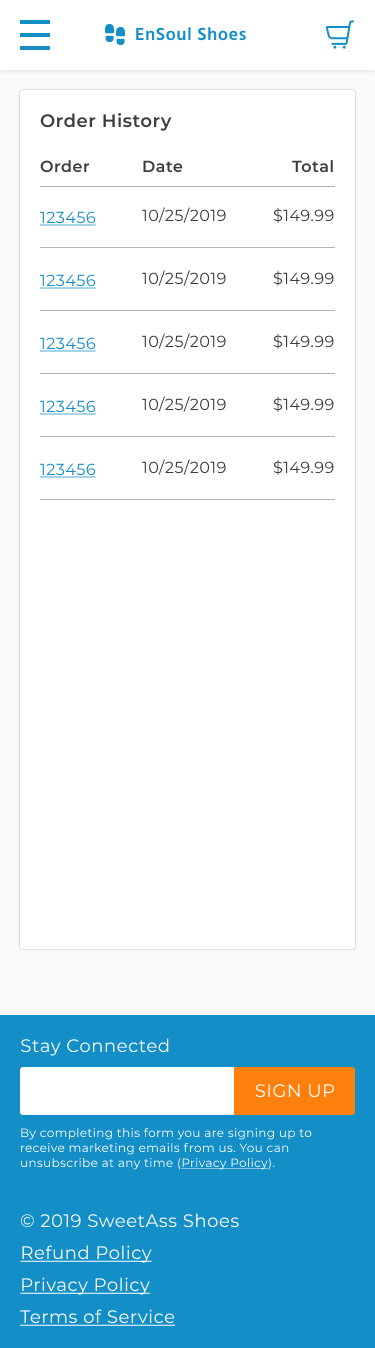 EnSoul Shoes
Order History
Order Date Total
123456 10/25/2019 $149.99
123456 10/25/2019 $149.99
123456 10/25/2019 $149.99
123456 10/25/2019 $149.99
123456 10/25/2019 $149.99
Stay Connected
SIGN UP
By completing this form you are signing up to
receive marketing emails from us. You can
unsubscribe at any time (Privacy Policy).
© 2019 SweetAss Shoes
Refund Policy
Privacy Policy
Terms of Service